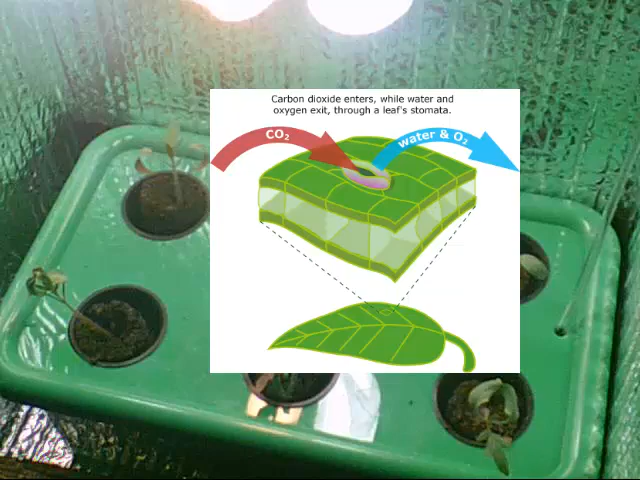 Carbon dioxide enters, while water and
oxygen exit, through a leaf's stomata.
CO₂
water & O₂